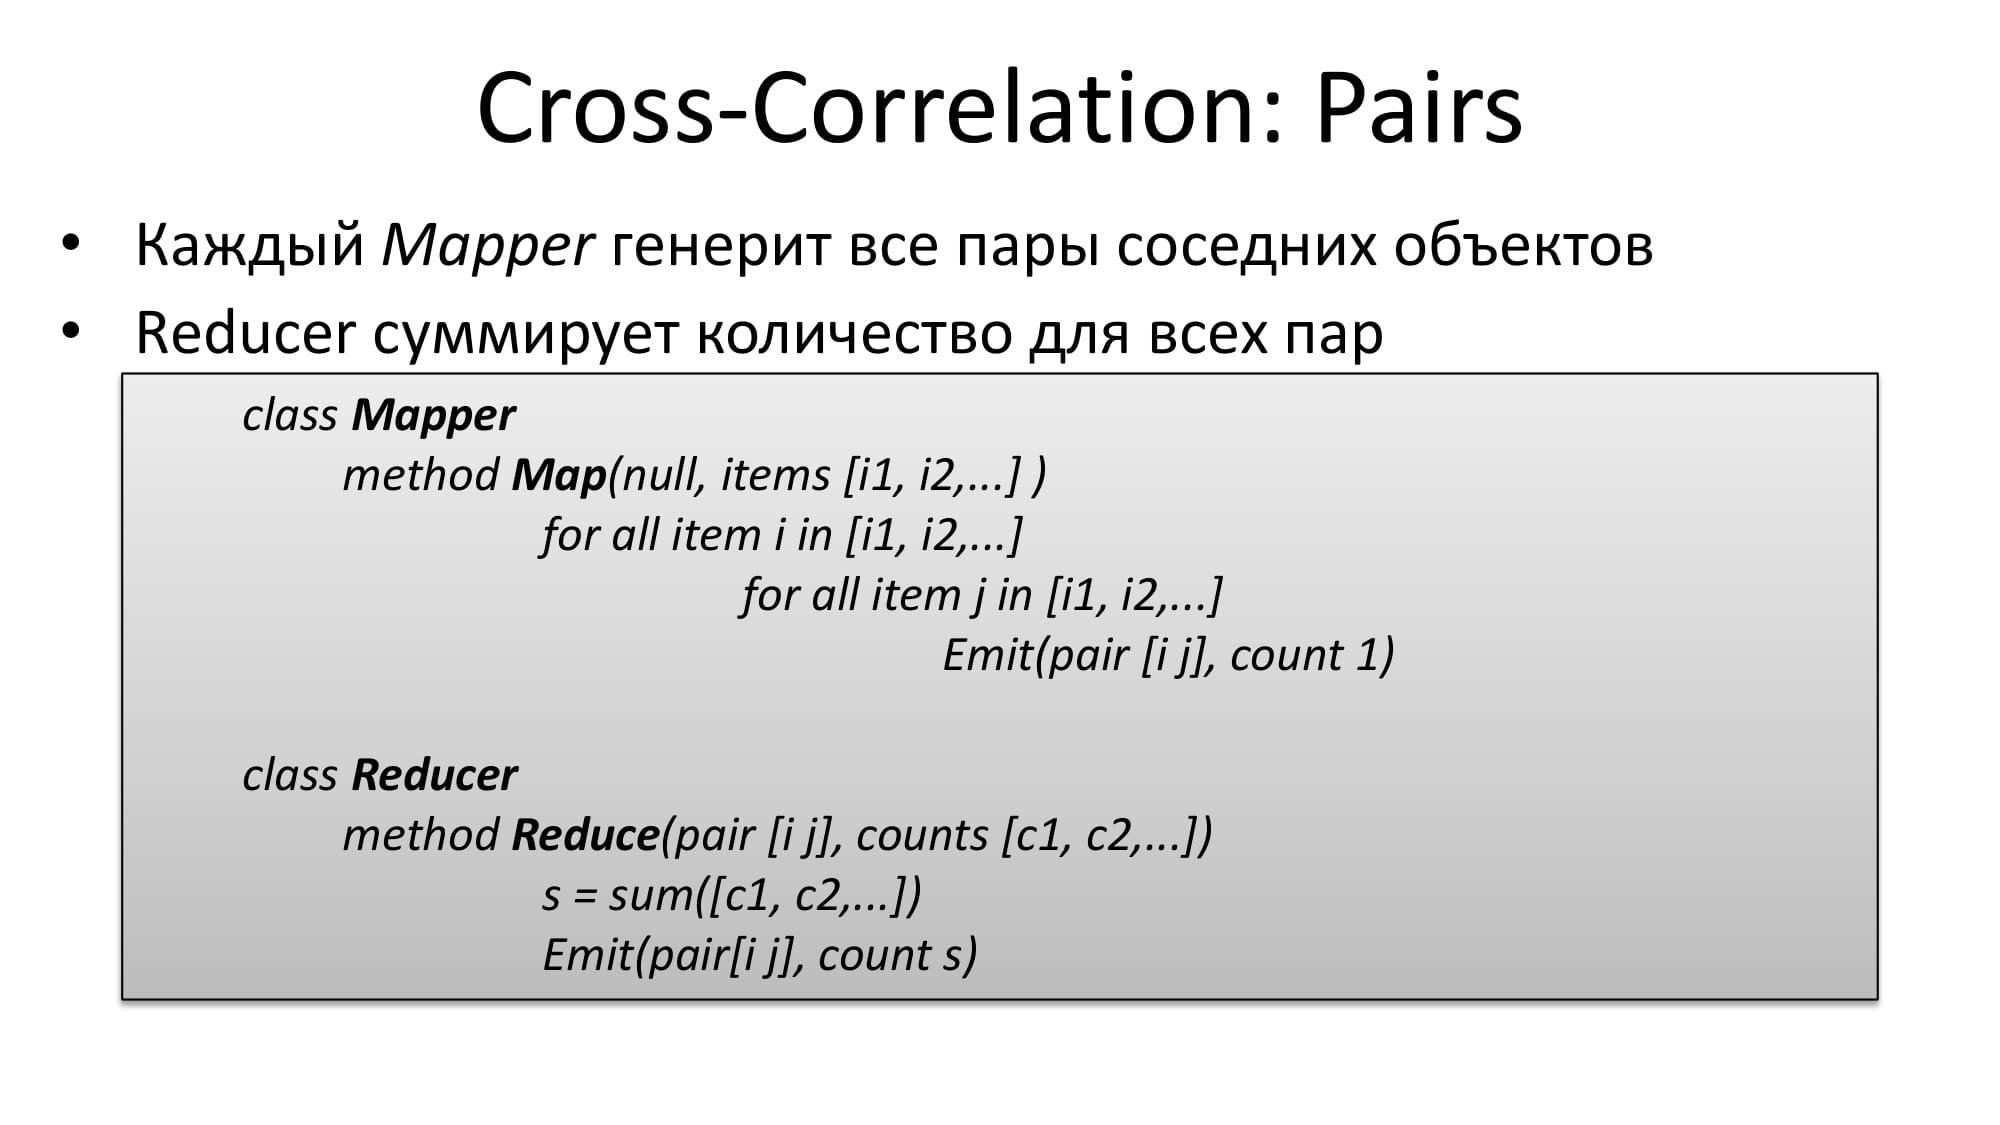 Cross-Correlation: Pairs
• Каждый Mapper генерит все пары соседних объектов
• Reducer суммирует количество для всех пар
class Mapper
method Map(null, items [i1, i2,...] )
for all item i in [i1, i2,...]
for all item j in [i1, i2,...]
Emit(pair [i j], count 1)
class Reducer
method Reduce(pair [i j], counts [c1, c2,...])
s = sum([c1, c2,...])
Emit(pair[i j], count s)